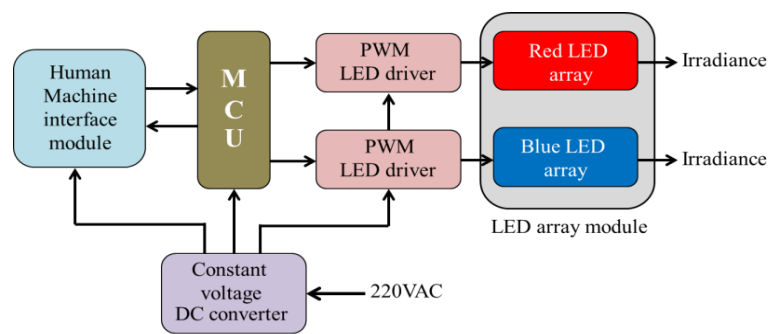 Human
Machine
interface
module
M
C
U
PWM
LED driver
PWM
LED driver
Red LED
array
Blue LED
array
Irradiance
Irradiance
LED array module
Constant
voltage
DC converter
220VAC